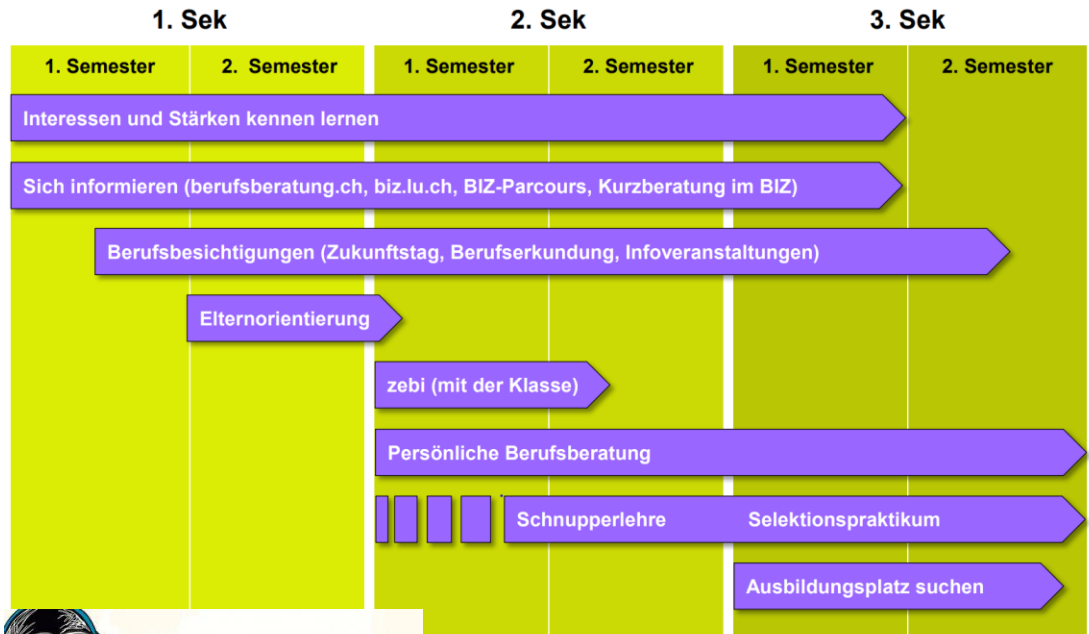 1. Sek 2. Sek 3. Sek
1. Semester 2. Semester 1. Semester 2. Semester 1. Semester 2. Semester
Interessen und Stärken kennen lernen
Sich informieren (berufsberatung.ch, biz.lu.ch, BIZ-Parcours, Kurzberatung im BIZ)
Berufsbesichtigungen (Zukunftstag, Berufserkundung, Infoveranstaltungen)
Elternorientierung
zebi (mit der Klasse)
Persönliche Berufsberatung
Schnupperlehre Selektionspraktikum
Ausbildungsplatz suchen